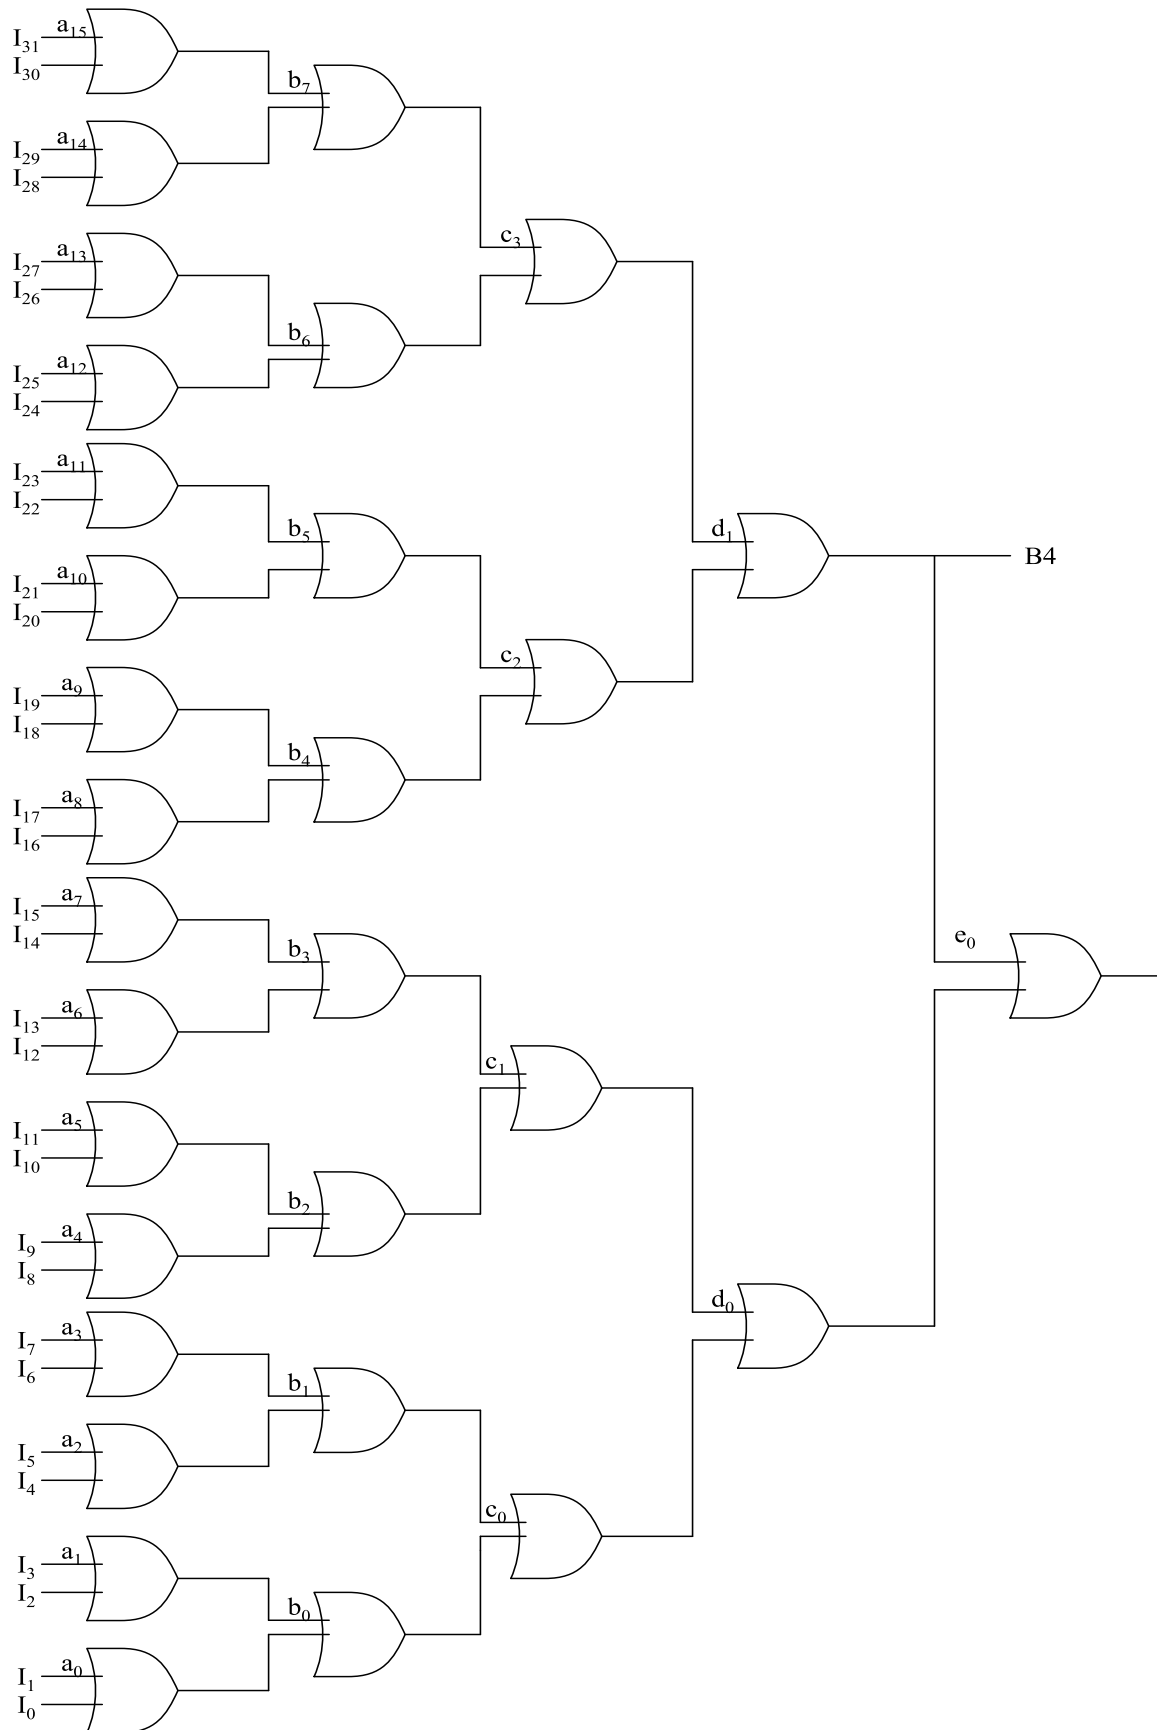 a₁₅
I₃₁
I₃₀
b₇
a₁₄
I₂₉
I₂₈
c₃
a₁₃
I₂₇
I₂₆
b₆
a₁₂
I₂₅
I₂₄
a₁₁
I₂₃
I₂₂
b₅
d₁
B4
a₁₀
I₂₁
I₂₀
c₂
a₉
I₁₉
I₁₈
b₄
a₈
I₁₇
I₁₆
a₇
I₁₅
I₁₄
b₃
e₀
a₆
I₁₃
I₁₂
c₁
a₅
I₁₁
I₁₀
b₂
a₄
I₉
I₈
d₀
a₃
I₇
I₆
b₁
a₂
I₅
I₄
c₀
a₁
I₃
I₂
b₀
a₀
I₁
I₀